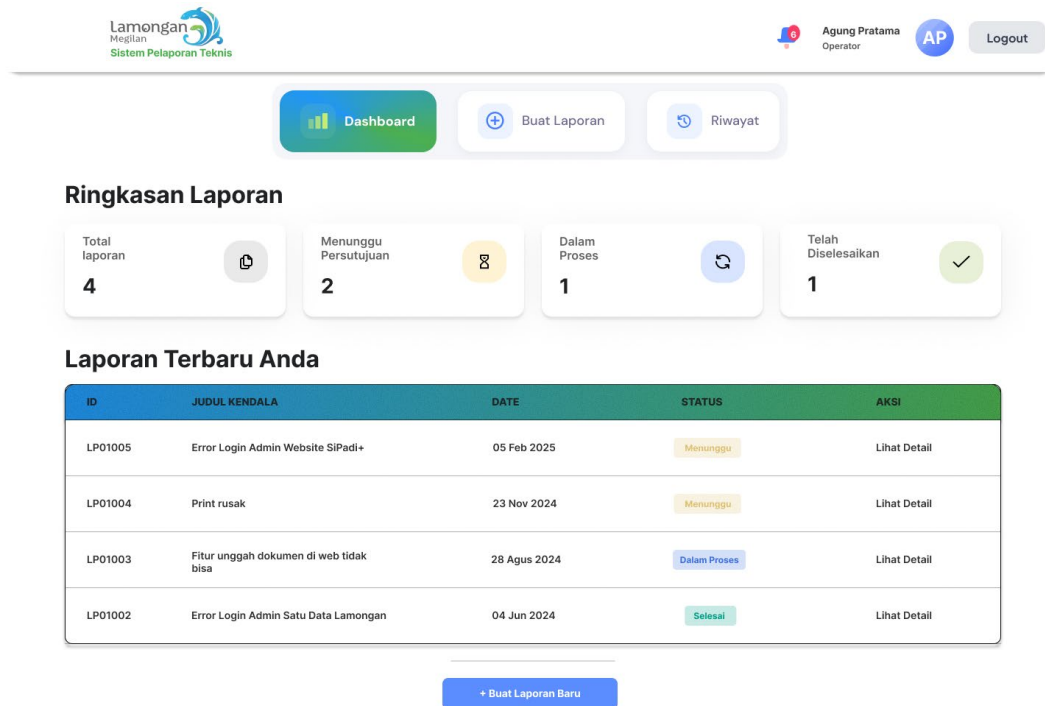 Lamongan
Megilan
Sistem Pelaporan Teknis
6
Agung Pratama
Operator
AP
Logout
Dashboard
Buat Laporan
Riwayat
Ringkasan Laporan
Total
laporan
4
Menunggu
Persutujuan
2
Dalam
Proses
1
Telah
Diselesaikan
1
Laporan Terbaru Anda
ID JUDUL KENDALA DATE STATUS AKSI
LP01005 Error Login Admin Website SiPadi+ 05 Feb 2025 Menunggu Lihat Detail
LP01004 Print rusak 23 Nov 2024 Menunggu Lihat Detail
LP01003 Fitur unggah dokumen di web tidak
bisa 28 Agus 2024 Dalam Proses Lihat Detail
LP01002 Error Login Admin Satu Data Lamongan 04 Jun 2024 Selesai Lihat Detail
+ Buat Laporan Baru